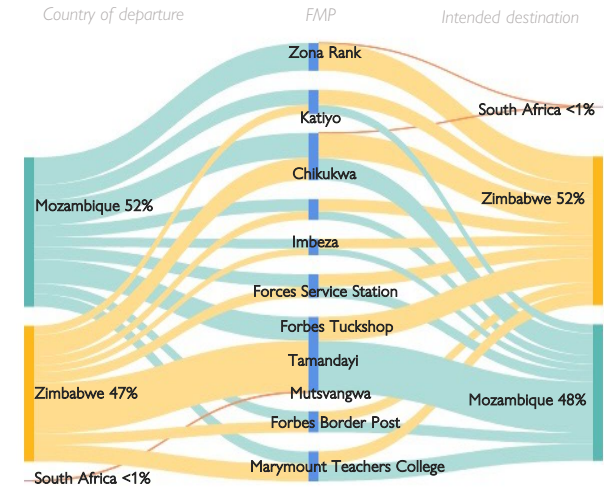 Country of departure
FMP
Intended destination
Zona Rank
South Africa <1%
Katiyo
Chikukwa
Mozambique 52%
Zimbabwe 52%
Imbeza
Forces Service Station
Forbes Tuckshop
Tamandayi
Zimbabwe 47%
Mutsvangwa
Mozambique 48%
Forbes Border Post
Marymount Teachers College
South Africa <1%